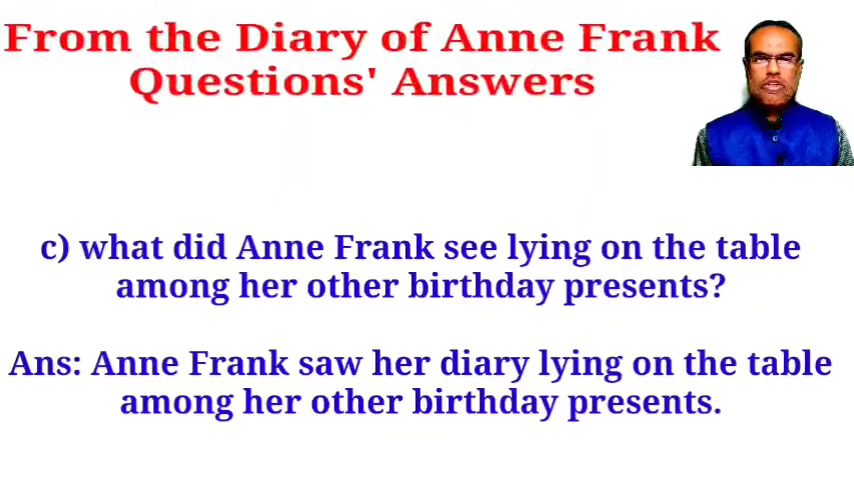 From the Diary of Anne Frank
Questions' Answers
c) what did Anne Frank see lying on the table
among her other birthday presents?
Ans: Anne Frank saw her diary lying on the table
among her other birthday presents.